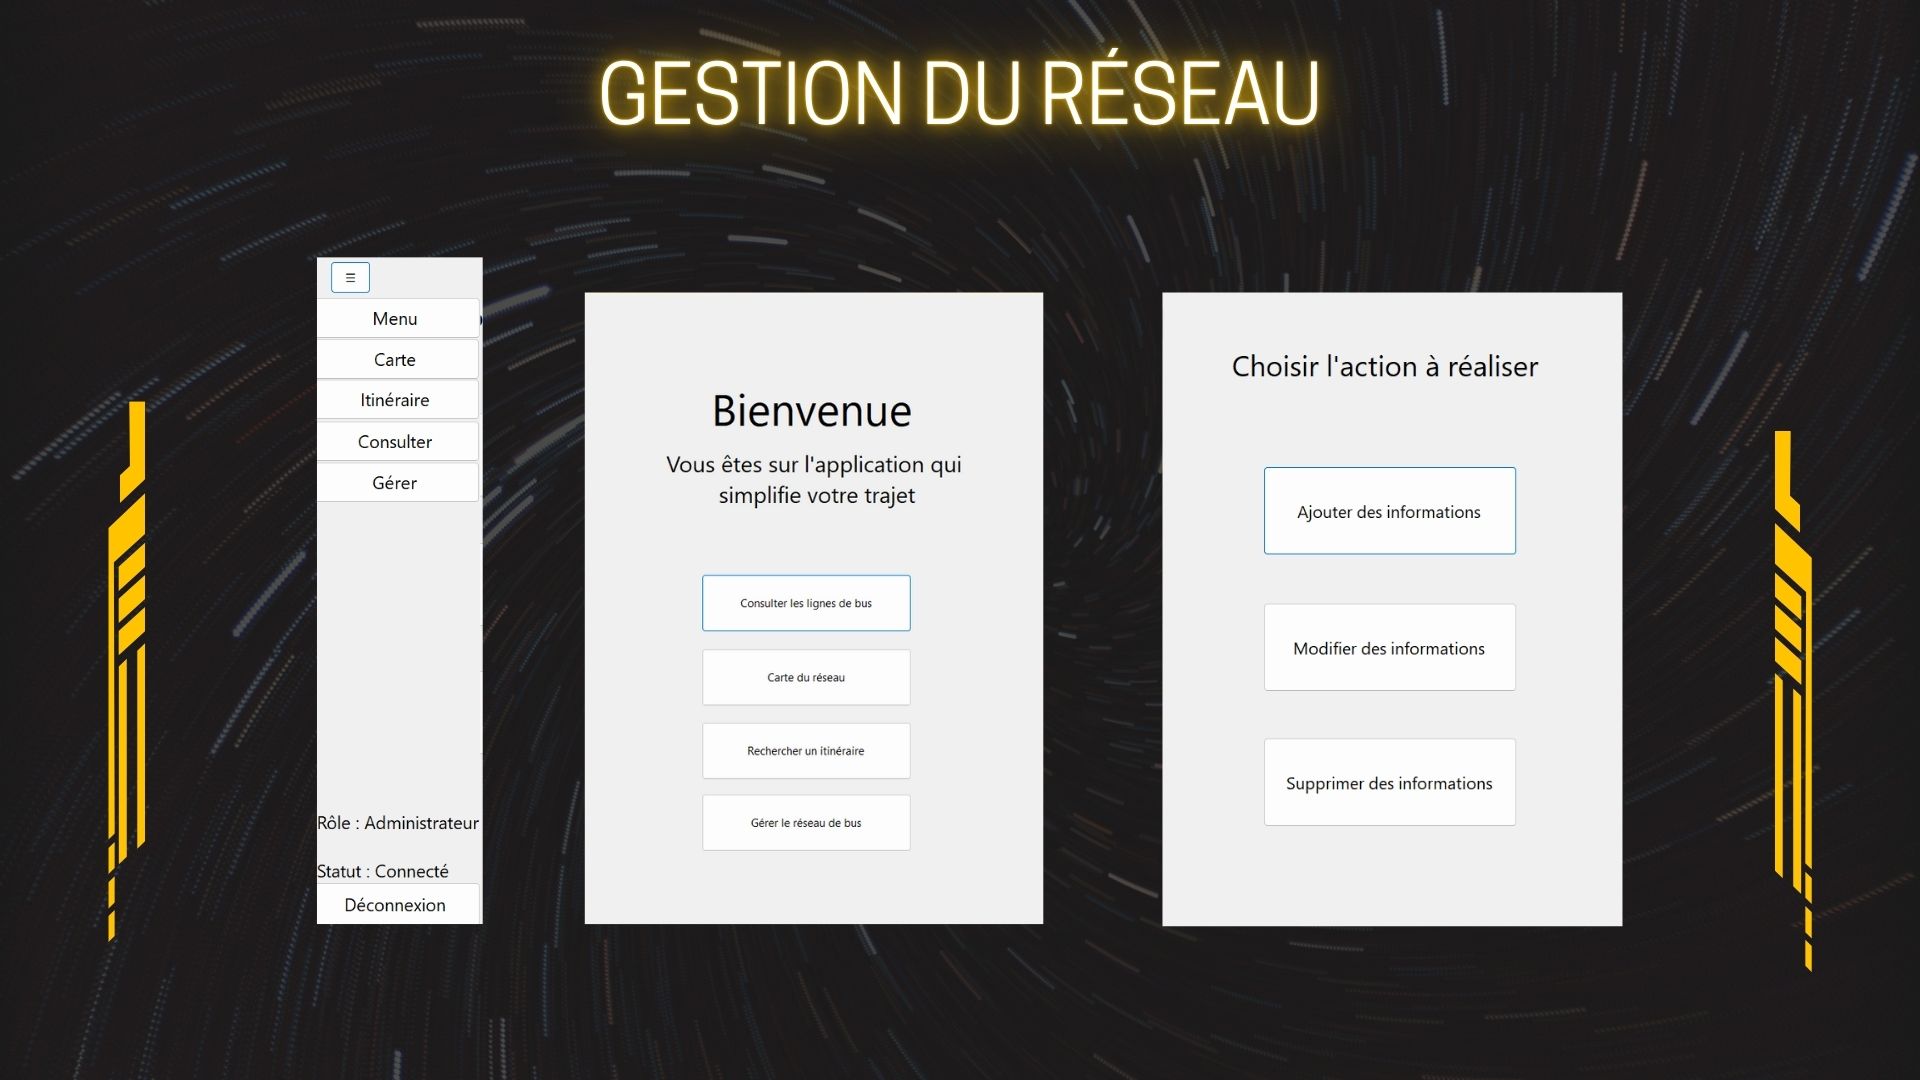 GESTION DU RÉSEAU
☰
Menu
Carte
Itinéraire
Consulter
Gérer
Rôle : Administrateur
Statut : Connecté
Déconnexion
Bienvenue
Vous êtes sur l'application qui
simplifie votre trajet
Consulter les lignes de bus
Carte du réseau
Rechercher un itinéraire
Gérer le réseau de bus
Choisir l'action à réaliser
Ajouter des informations
Modifier des informations
Supprimer des informations